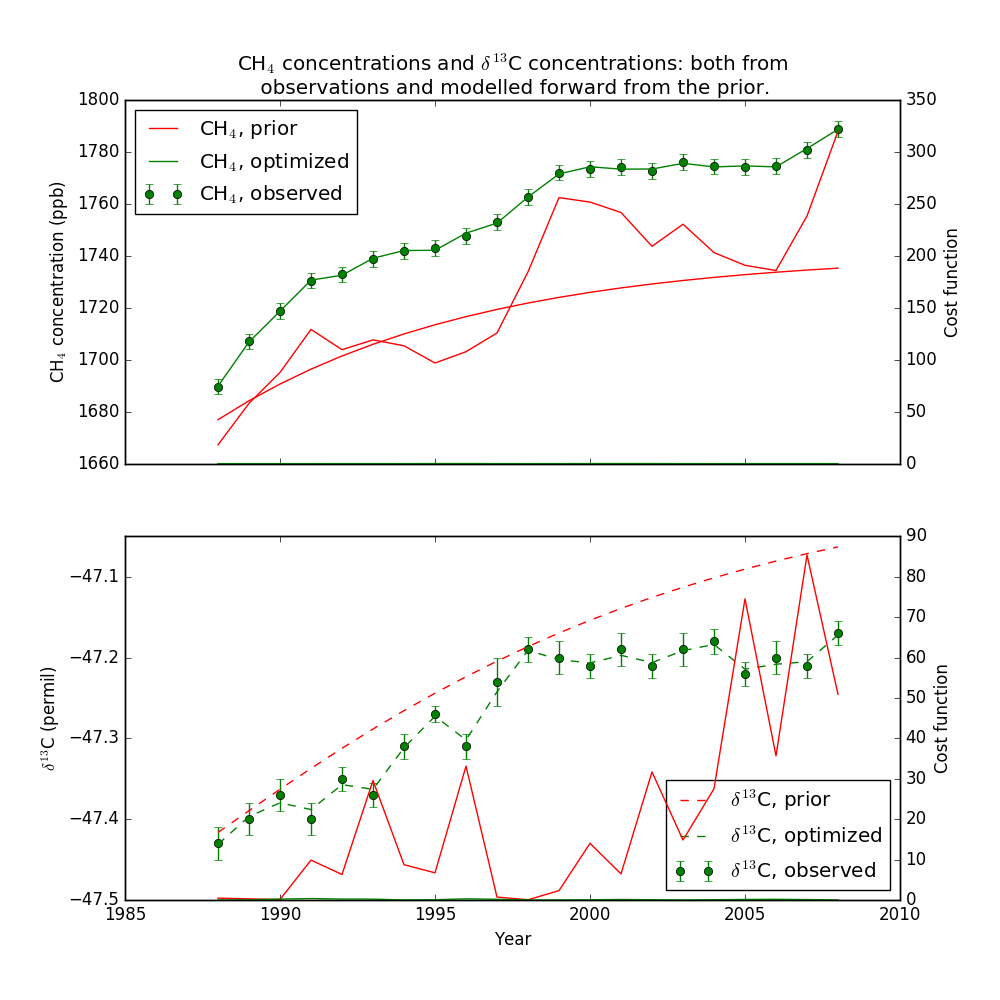 CH₄ concentrations and δ¹³C concentrations: both from
observations and modelled forward from the prior.
1800
1780
1760
1740
1720
1700
1680
1660
CH₄ concentration (ppb)
CH₄, prior
CH₄, optimized
CH₄, observed
350
300
250
200
150
100
50
0
Cost function
−47.1
−47.2
−47.3
−47.4
−47.5
δ¹³C (permill)
90
80
70
60
50
40
30
20
10
0
Cost function
δ¹³C, prior
δ¹³C, optimized
δ¹³C, observed
1985 1990 1995 2000 2005 2010
Year